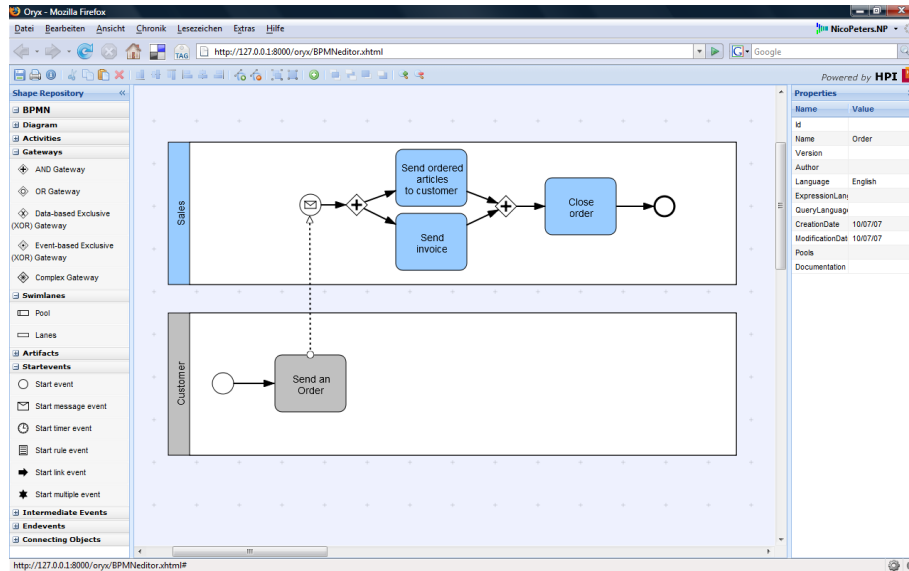 Oryx - Mozilla Firefox
Datei Bearbeiten Ansicht Chronik Lesezeichen Extras Hilfe
NicoPeters.NP
TAG
http://127.0.0.1:8000/oryx/BPMNeditor.xhtml
G Google
Powered by HPI
Shape Repository
BPMN
Diagram
Activities
Gateways
AND Gateway
OR Gateway
Data-based Exclusive
(XOR) Gateway
Event-based Exclusive
(XOR) Gateway
Complex Gateway
Swimlanes
Pool
Lanes
Artifacts
Startevents
Start event
Start message event
Start timer event
Start rule event
Start link event
Start multiple event
Intermediate Events
Endevents
Connecting Objects
Sales
Send ordered
articles
to customer
Send
invoice
Close
order
Customer
Send an
Order
Properties
Name Value
Id
Name Order
Version
Author
Language English
ExpressionLang
QueryLanguage
CreationDate 10/07/07
ModificationDat 10/07/07
Pools
Documentation
http://127.0.0.1:8000/oryx/BPMNeditor.xhtml#